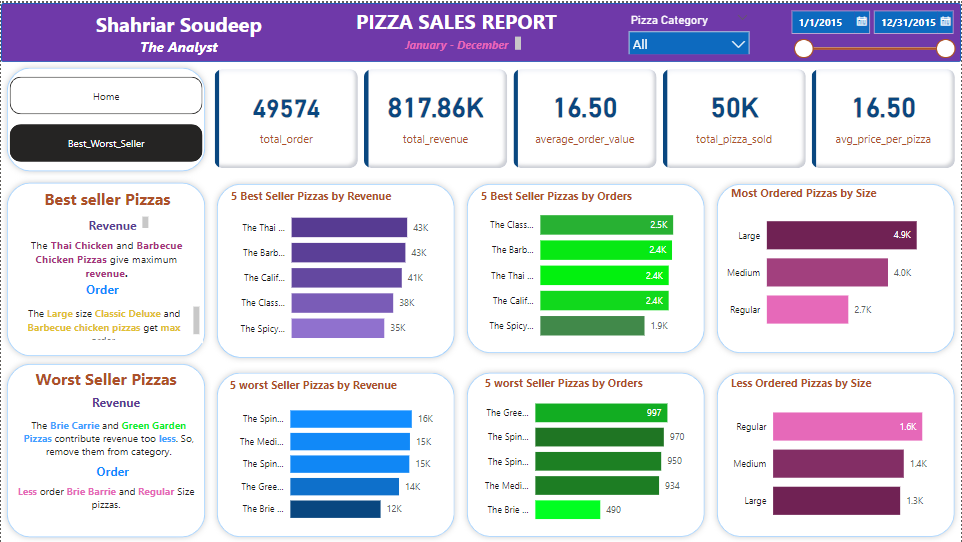 Shahriar Soudeep
The Analyst
PIZZA SALES REPORT
January - December
Pizza Category
All
1/1/2015
12/31/2015
Home
Best_Worst_Seller
49574
total_order
817.86K
total_revenue
16.50
average_order_value
50K
total_pizza_sold
16.50
avg_price_per_pizza
Best seller Pizzas
Revenue
The Thai Chicken and Barbecue
Chicken Pizzas give maximum
revenue.
Order
The Large size Classic Deluxe and
Barbecue chicken pizzas get max
5 Best Seller Pizzas by Revenue
The Thai ... 43K
The Barb... 43K
The Calif... 41K
The Class... 38K
The Spicy... 35K
5 Best Seller Pizzas by Orders
The Class... 2.5K
The Barb... 2.4K
The Thai ... 2.4K
The Calif... 2.4K
The Spicy... 1.9K
Most Ordered Pizzas by Size
Large 4.9K
Medium 4.0K
Regular 2.7K
Worst Seller Pizzas
Revenue
The Brie Carrie and Green Garden
Pizzas contribute revenue too less. So,
remove them from category.
Order
Less order Brie Barrie and Regular Size
pizzas.
5 worst Seller Pizzas by Revenue
The Spin... 16K
The Medi... 15K
The Spin... 15K
The Gree... 14K
The Brie ... 12K
5 worst Seller Pizzas by Orders
The Gree... 997
The Spin... 970
The Spin... 950
The Medi... 934
The Brie ... 490
Less Ordered Pizzas by Size
Regular 1.6K
Medium 1.4K
Large 1.3K